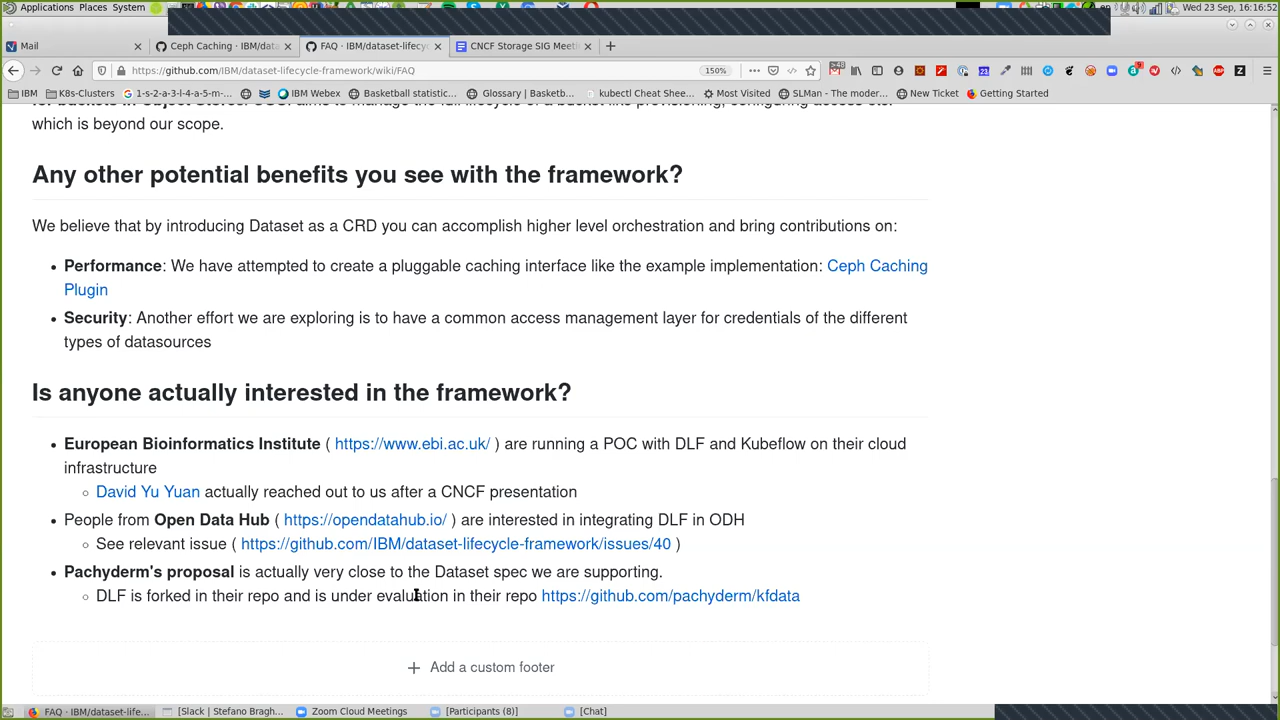 Applications Places System
Wed 23 Sep, 16:16:52
Mail
Ceph Caching · IBM/data
FAQ · IBM/dataset-lifecyc
CNCF Storage SIG Meeti
https://github.com/IBM/dataset-lifecycle-framework/wiki/FAQ
150%
IBM K8s-Clusters 1-s-2.a-3-l-4-a-5-m-... IBM Webex Basketball statistic... Glossary | Basketb... kubectl Cheat Shee... Most Visited SLMan - The moder... New Ticket Getting Started
which is beyond our scope.
Any other potential benefits you see with the framework?
We believe that by introducing Dataset as a CRD you can accomplish higher level orchestration and bring contributions on:
Performance: We have attempted to create a pluggable caching interface like the example implementation: Ceph Caching
Plugin
Security: Another effort we are exploring is to have a common access management layer for credentials of the different
types of datasources
Is anyone actually interested in the framework?
European Bioinformatics Institute ( https://www.ebi.ac.uk/ ) are running a POC with DLF and Kubeflow on their cloud
infrastructure
David Yu Yuan actually reached out to us after a CNCF presentation
People from Open Data Hub ( https://opendatahub.io/ ) are interested in integrating DLF in ODH
See relevant issue ( https://github.com/IBM/dataset-lifecycle-framework/issues/40 )
Pachyderm's proposal is actually very close to the Dataset spec we are supporting.
DLF is forked in their repo and is under evaluation in their repo https://github.com/pachyderm/kfdata
Add a custom footer
FAQ · IBM/dataset-life... [Slack | Stefano Bragh... Zoom Cloud Meetings [Participants (8)] [Chat]